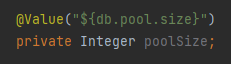 @Value("${db.pool.size}")
private Integer poolSize;